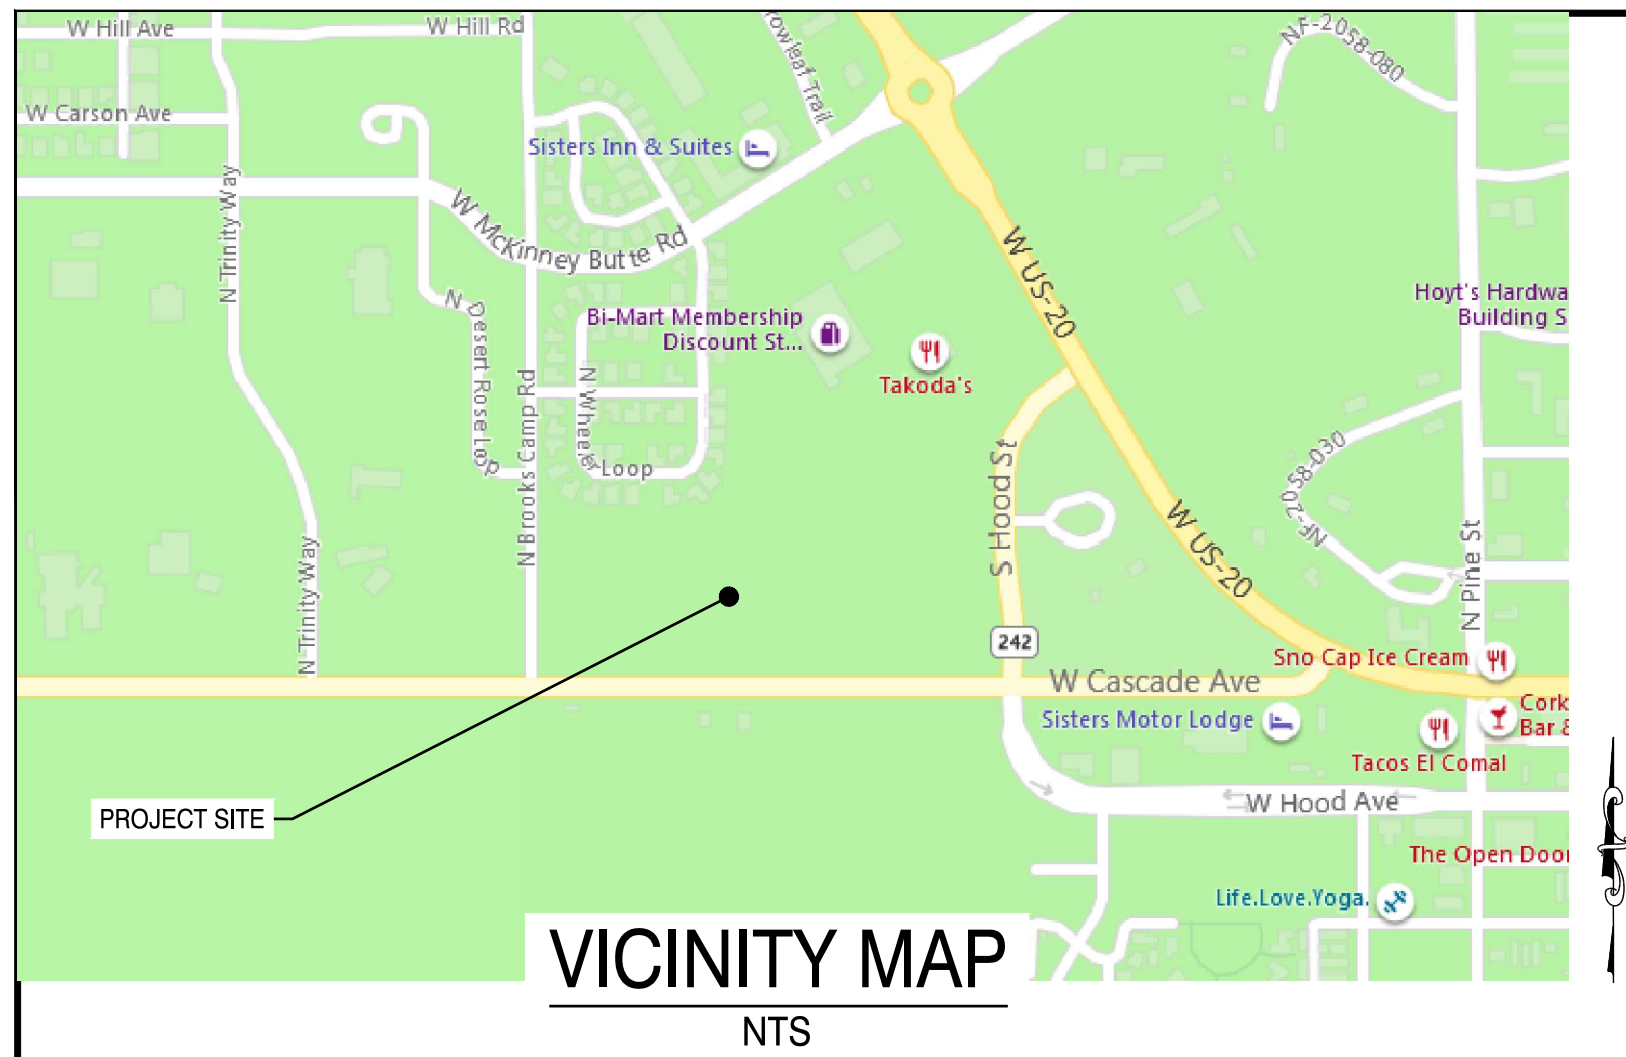 W Hill Ave
W Hill Rd
rowleaf Trail
NF-2058-080
W Carson Ave
Sisters Inn & Suites
N Trinity Way
W McKinney Butte Rd
W US-20
Hoyt's Hardwa
Building S
N Desert Rose Loop
Bi-Mart Membership
Discount St...
Takoda's
N Brooks Camp Rd
N Wheeler Loop
S Hood St
NF-2058-030
W US-20
N Pine St
N Trinity Way
242
Sno Cap Ice Cream
W Cascade Ave
Sisters Motor Lodge
Cork
Bar &
Tacos El Comal
W Hood Ave
PROJECT SITE
The Open Door
Life.Love.Yoga.
VICINITY MAP
NTS